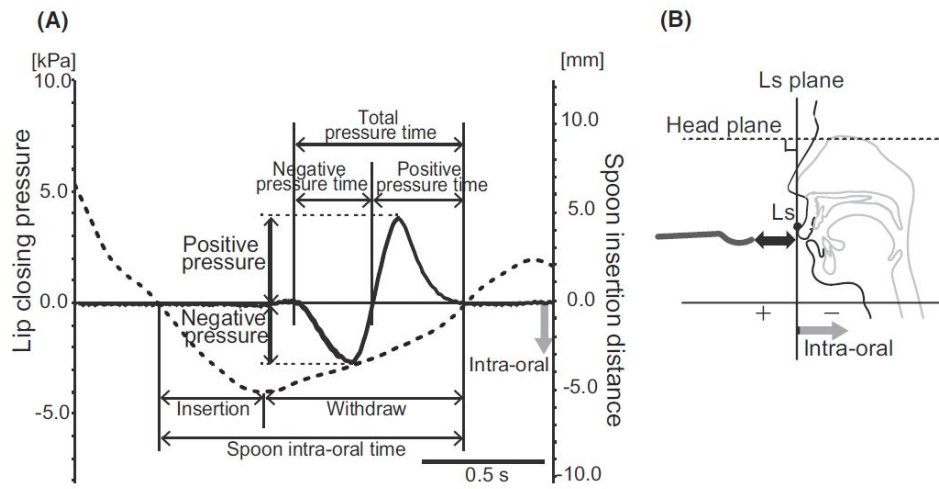 (A)
(B)
[kPa]
[mm]
10.0
5.0
0.0
-5.0
Lip closing pressure
Total
pressure time
Negative
pressure time
Positive
pressure time
Positive
pressure
Negative
pressure
Insertion
Withdraw
Spoon intra-oral time
0.5 s
Intra-oral
10.0
5.0
0.0
-5.0
-10.0
Spoon insertion distance
Ls plane
Head plane
Ls
+
−
Intra-oral